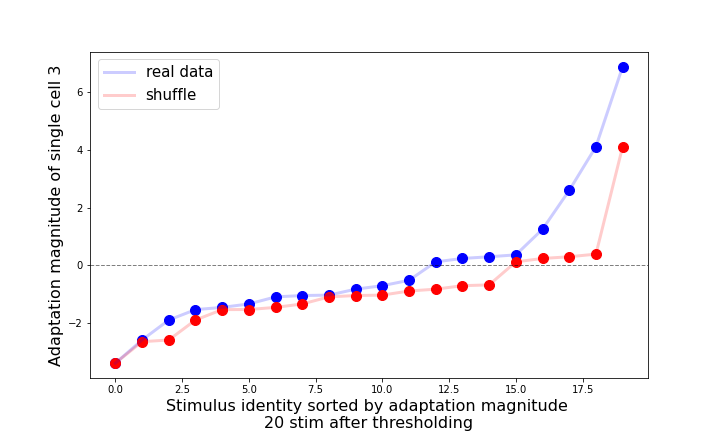 real data
shuffle
Adaptation magnitude of single cell 3
6
4
2
0
−2
0.0 2.5 5.0 7.5 10.0 12.5 15.0 17.5
Stimulus identity sorted by adaptation magnitude
20 stim after thresholding